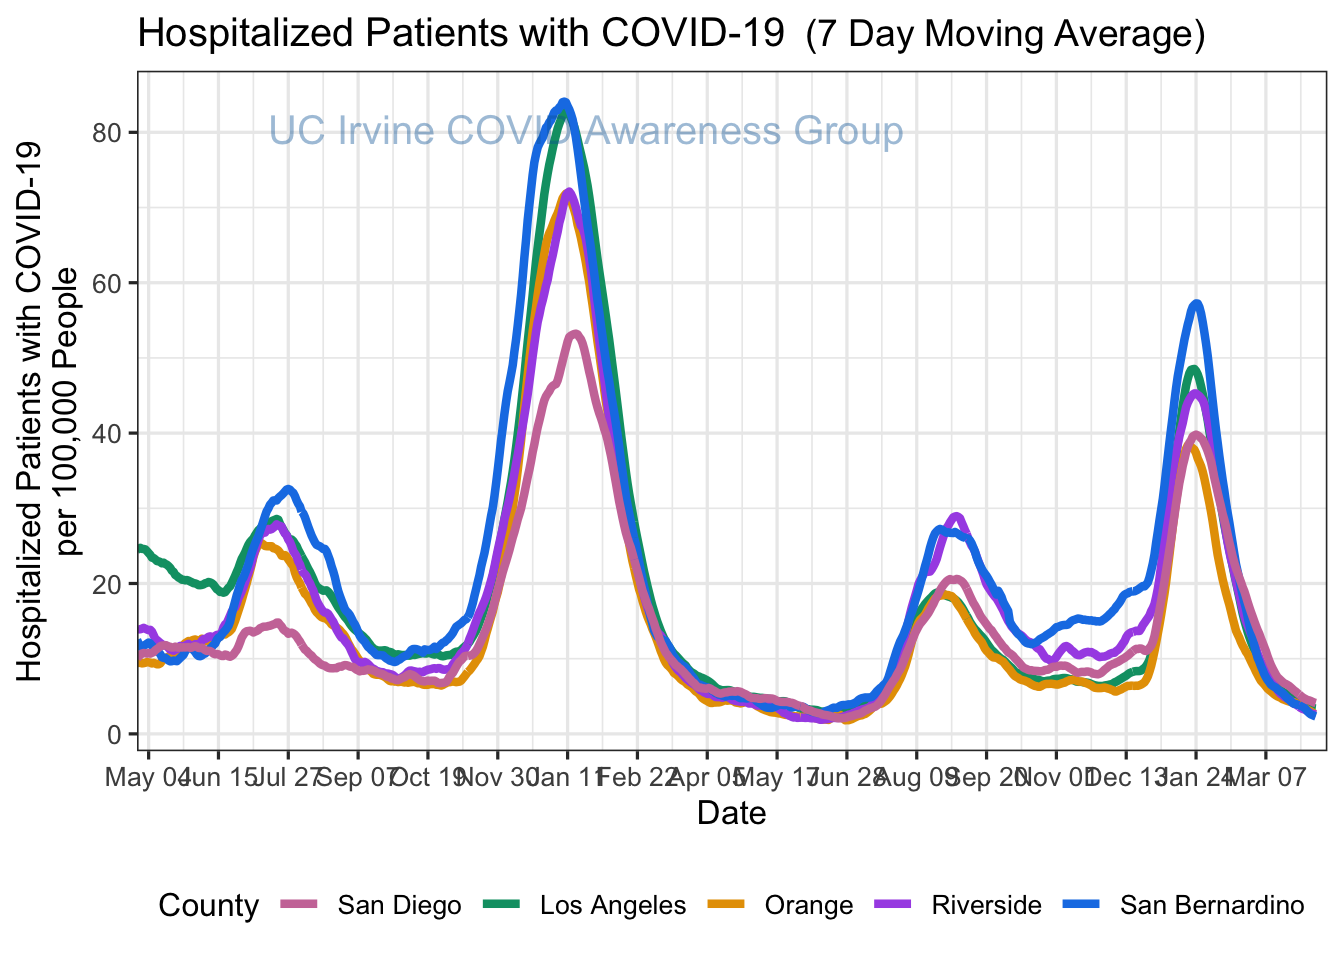 Hospitalized Patients with COVID-19  (7 Day Moving Average)
Hospitalized Patients with COVID-19
per 100,000 People
UC Irvine COVID Awareness Group
80
60
40
20
0
May 04 Jun 15 Jul 27 Sep 07 Oct 19 Nov 30 Jan 11 Feb 22 Apr 05 May 17 Jun 28 Aug 09 Sep 20 Nov 01 Dec 13 Jan 24 Mar 07
Date
County San Diego Los Angeles Orange Riverside San Bernardino